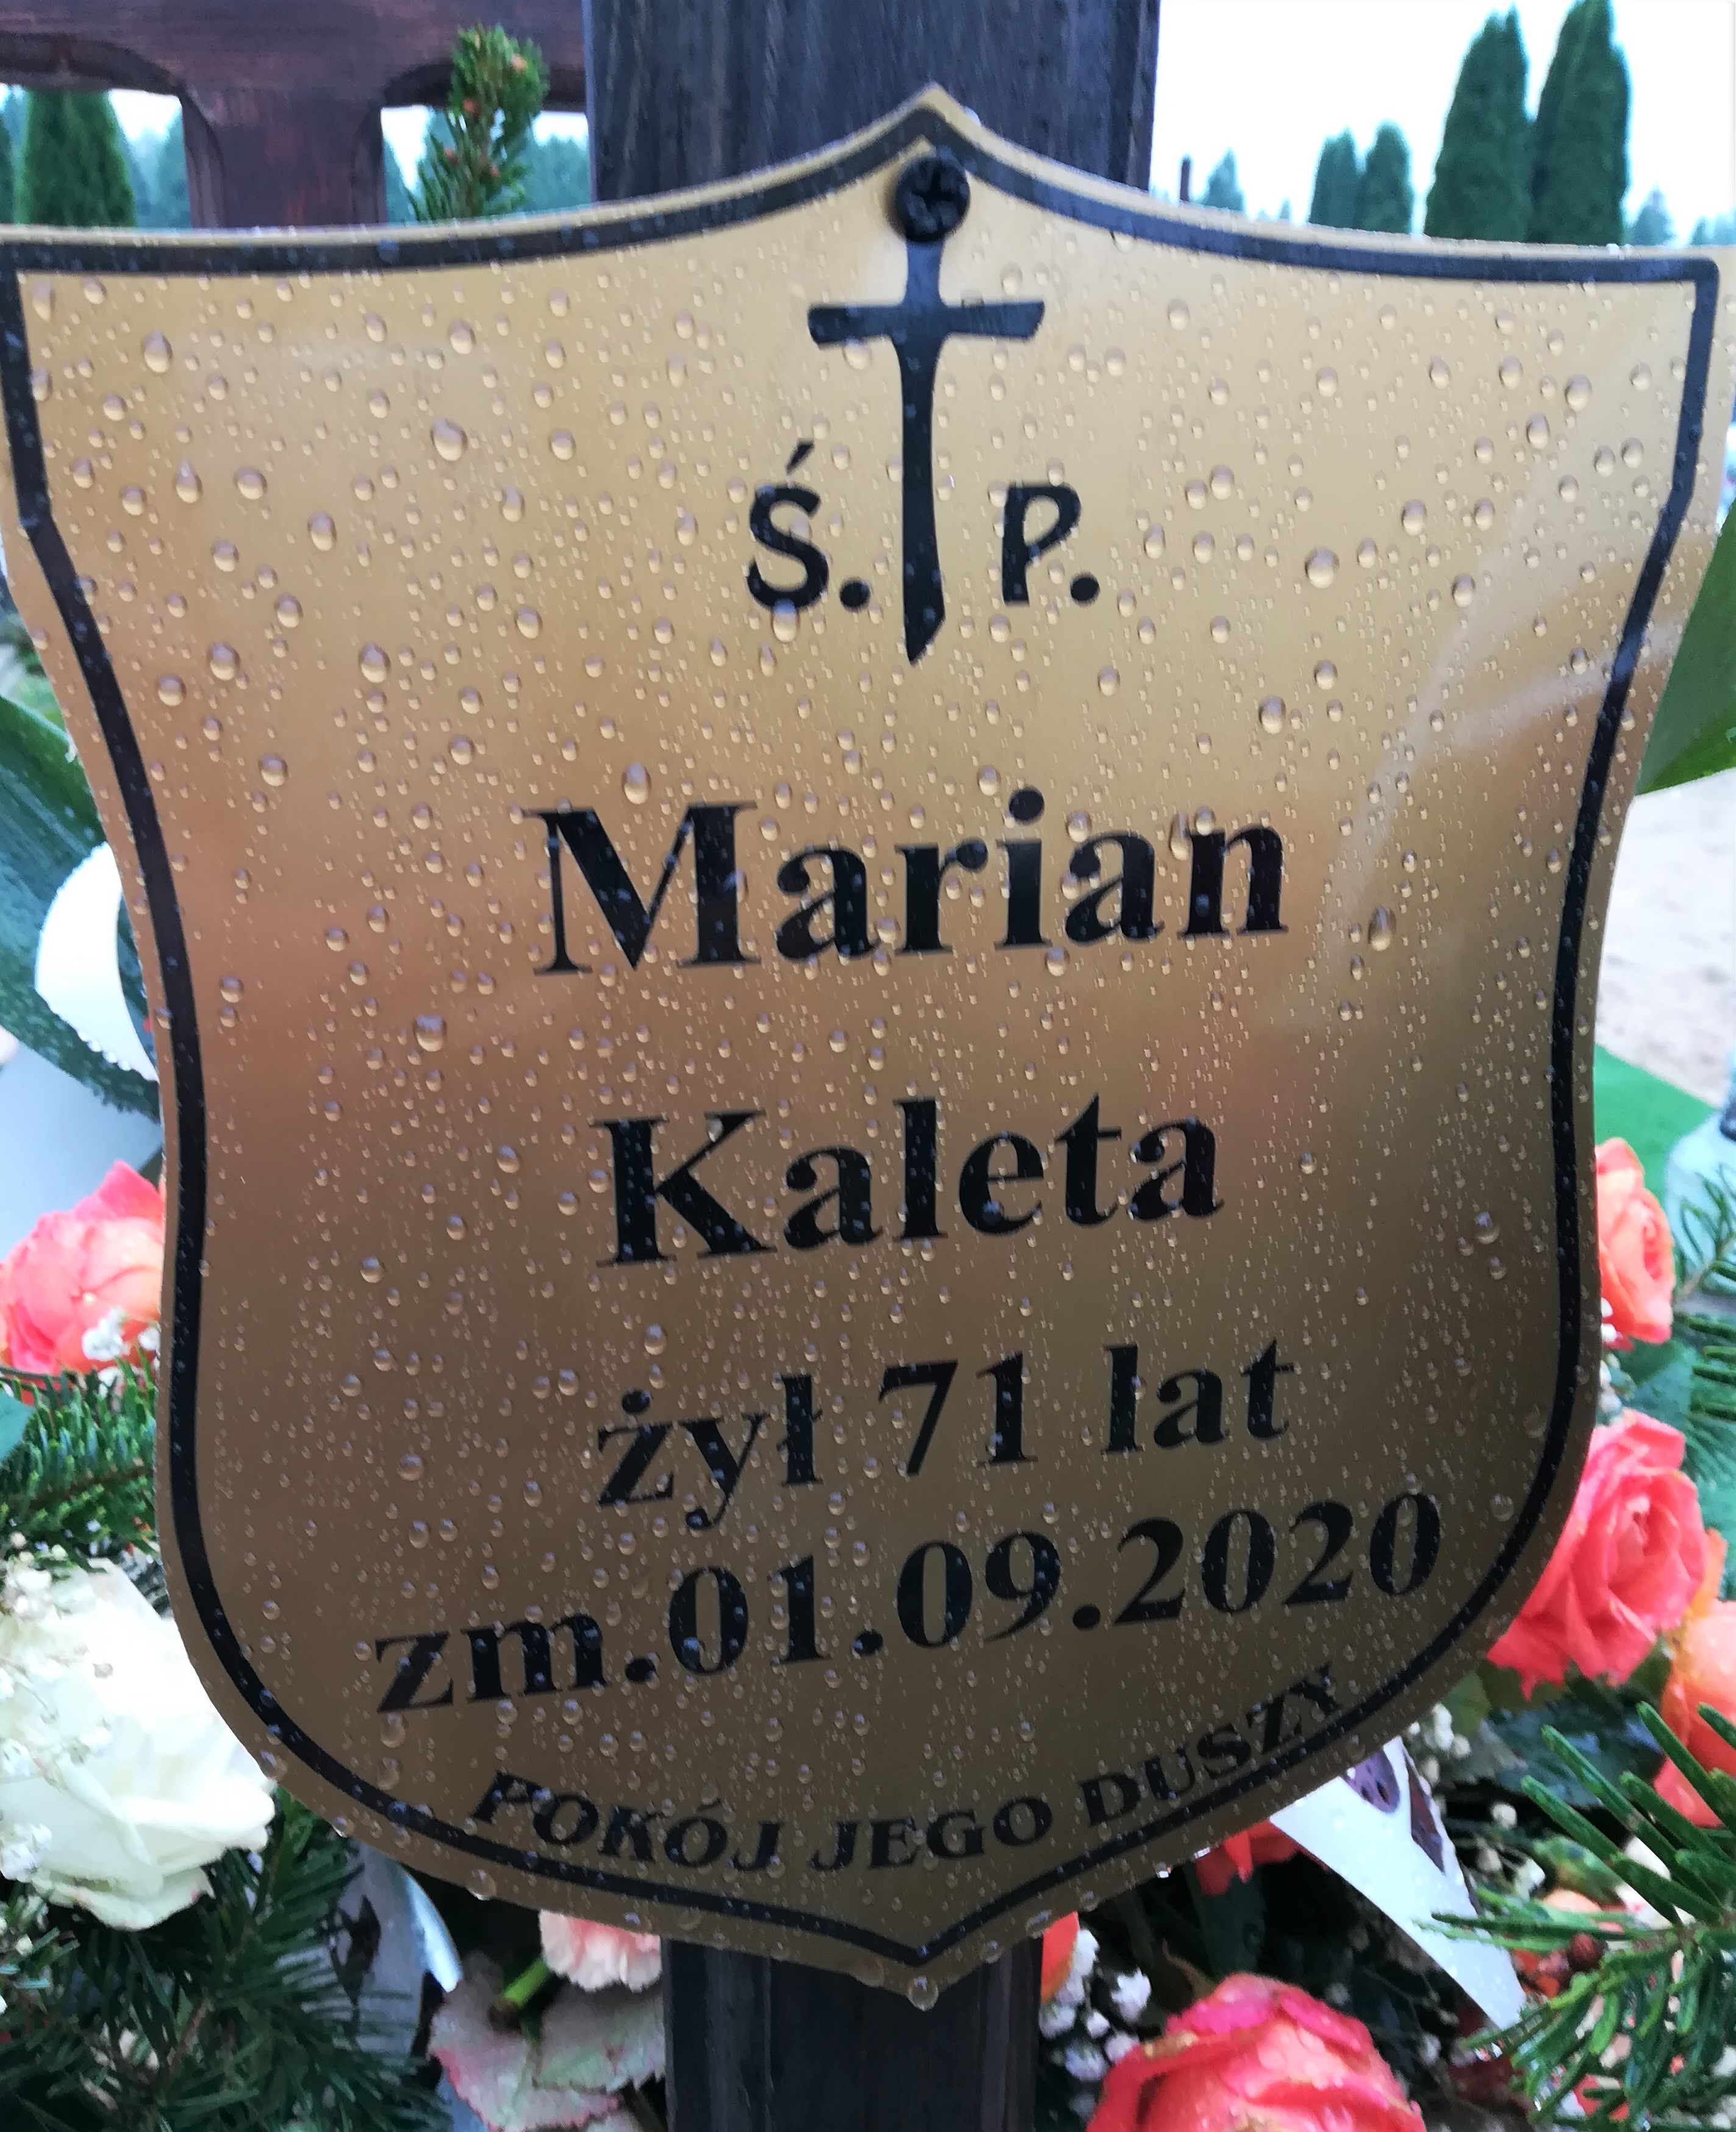 Ś. P.
Marian
Kaleta
żył 71 lat
zm.01.09.2020
POKÓJ JEGO DUSZY